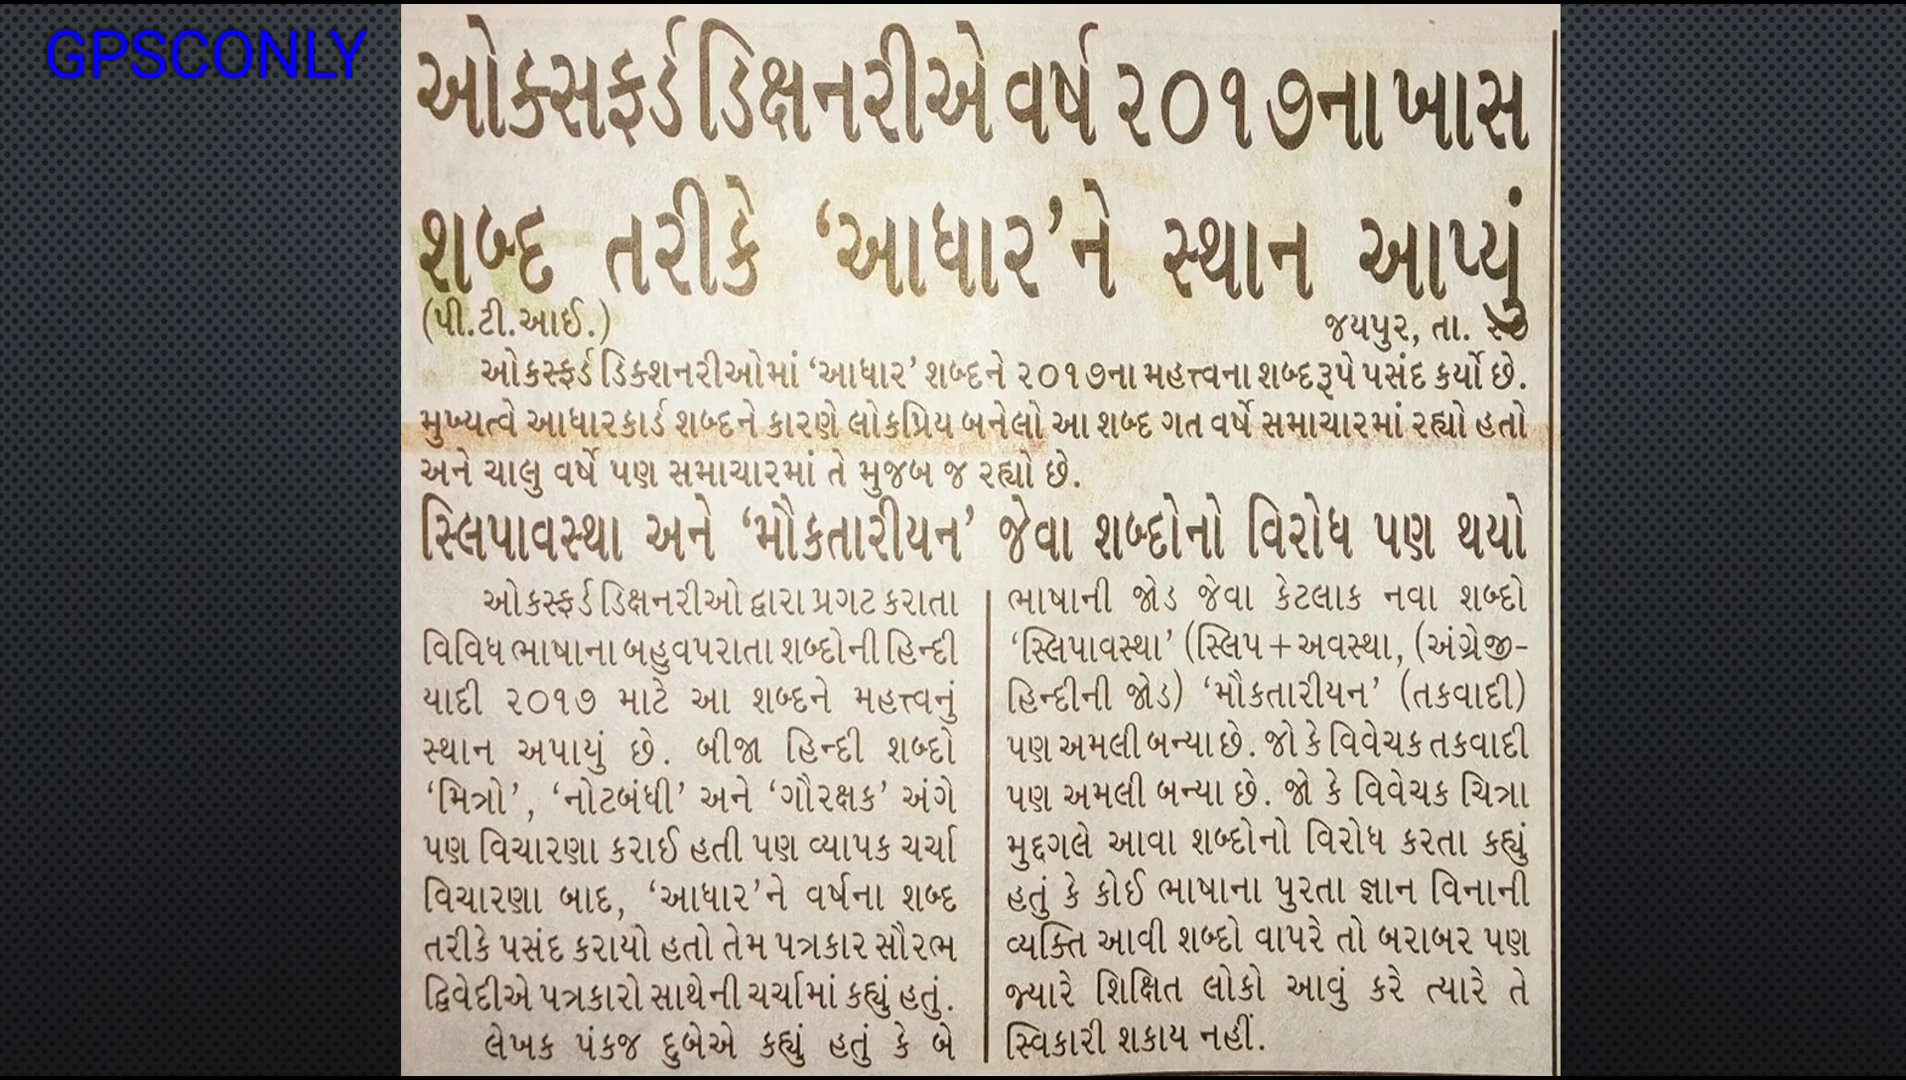 GPSCONLY
ઓક્સફર્ડ ડિક્ષનરીએ વર્ષ ૨૦૧૭ના ખાસ
શબ્દ તરીકે ‘આધાર’ને સ્થાન આપ્યું
(પી.ટી.આઈ.) જયપુર, તા.
ઓકસ્ફર્ડ ડિક્શનરીઓમાં ‘આધાર’ શબ્દને ૨૦૧૭ના મહત્ત્વના શબ્દરૂપે પસંદ કર્યો છે.
મુખ્યત્વે આધારકાર્ડ શબ્દને કારણે લોકપ્રિય બનેલો આ શબ્દ ગત વર્ષે સમાચારમાં રહ્યો હતો
અને ચાલુ વર્ષે પણ સમાચારમાં તે મુજબ જ રહ્યો છે.
સ્લિપાવસ્થા અને ‘મૌકતારીયન’ જેવા શબ્દોનો વિરોધ પણ થયો
ઓકસ્ફર્ડ ડિક્ષનરીઓ દ્વારા પ્રગટ કરાતા
વિવિધ ભાષાના બહુવપરાતા શબ્દોની હિન્દી
યાદી ૨૦૧૭ માટે આ શબ્દને મહત્ત્વનું
સ્થાન અપાયું છે. બીજા હિન્દી શબ્દો
‘મિત્રો’, ‘નોટબંધી’ અને ‘ગૌરક્ષક’ અંગે
પણ વિચારણા કરાઈ હતી પણ વ્યાપક ચર્ચા
વિચારણા બાદ, ‘આધાર’ને વર્ષના શબ્દ
તરીકે પસંદ કરાયો હતો તેમ પત્રકાર સૌરભ
દ્વિવેદીએ પત્રકારો સાથેની ચર્ચામાં કહ્યું હતું.
લેખક પંકજ દુબેએ કહ્યું હતું કે બે
ભાષાની જોડ જેવા કેટલાક નવા શબ્દો
‘સ્લિપાવસ્થા’ (સ્લિપ+અવસ્થા, (અંગ્રેજી-
હિન્દીની જોડ) ‘મૌકતારીયન’ (તકવાદી)
પણ અમલી બન્યા છે. જો કે વિવેચક તકવાદી
પણ અમલી બન્યા છે. જો કે વિવેચક ચિત્રા
મુદ્દગલે આવા શબ્દોનો વિરોધ કરતા કહ્યું
હતું કે કોઈ ભાષાના પુરતા જ્ઞાન વિનાની
વ્યક્તિ આવી શબ્દો વાપરે તો બરાબર પણ
જ્યારે શિક્ષિત લોકો આવું કરે ત્યારે તે
સ્વિકારી શકાય નહીં.